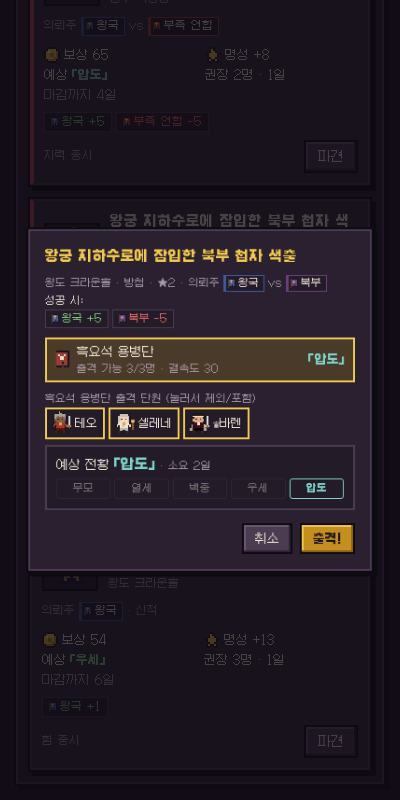 의뢰주 왕국 vs 부족 연합
보상 65 명성 +8
예상 「압도」 권장 2명 · 1일
마감까지 4일
왕국 +5 부족 연합 -5
지력 중시 파견
왕궁 지하수로에 잠입한 북부 첩자 색
왕궁 지하수로에 잠입한 북부 첩자 색출
왕도 크라운홀 · 방첩 · ★2 · 의뢰주 왕국 vs 북부
성공 시:
왕국 +5 북부 -5
흑요석 용병단 「압도」
출격 가능 3/3명 · 결속도 30
흑요석 용병단 출격 단원 (눌러서 제외/포함)
테오 셀레네 바렌
예상 전황 「압도」 · 소요 2일
무모 열세 백중 우세 압도
취소 출격!
왕도 크라운홀
의뢰주 왕국 · 산적
보상 54 명성 +13
예상 「우세」 권장 3명 · 1일
마감까지 6일
왕국 +1
힘 중시 파견